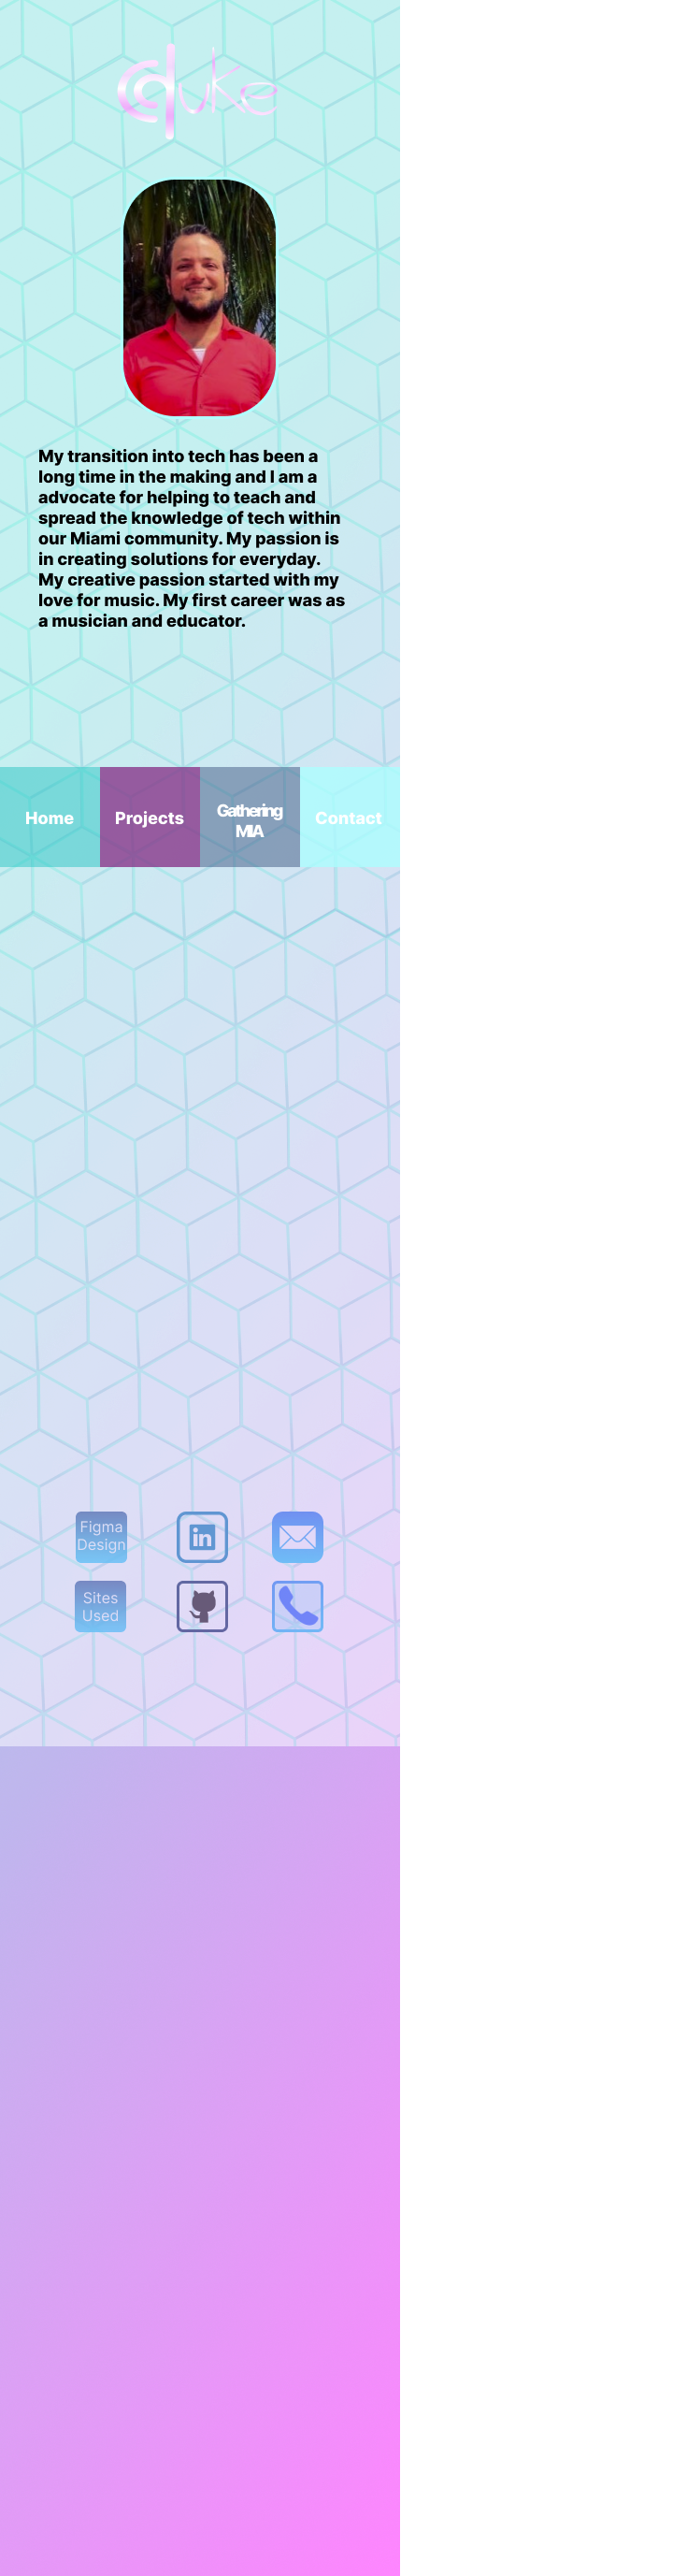 cduke
My transition into tech has been a
long time in the making and I am a
advocate for helping to teach and
spread the knowledge of tech within
our Miami community. My passion is
in creating solutions for everyday.
My creative passion started with my
love for music. My first career was as
a musician and educator.
Home
Projects
Gathering
MIA
Contact
Figma
Design
in
Sites
Used